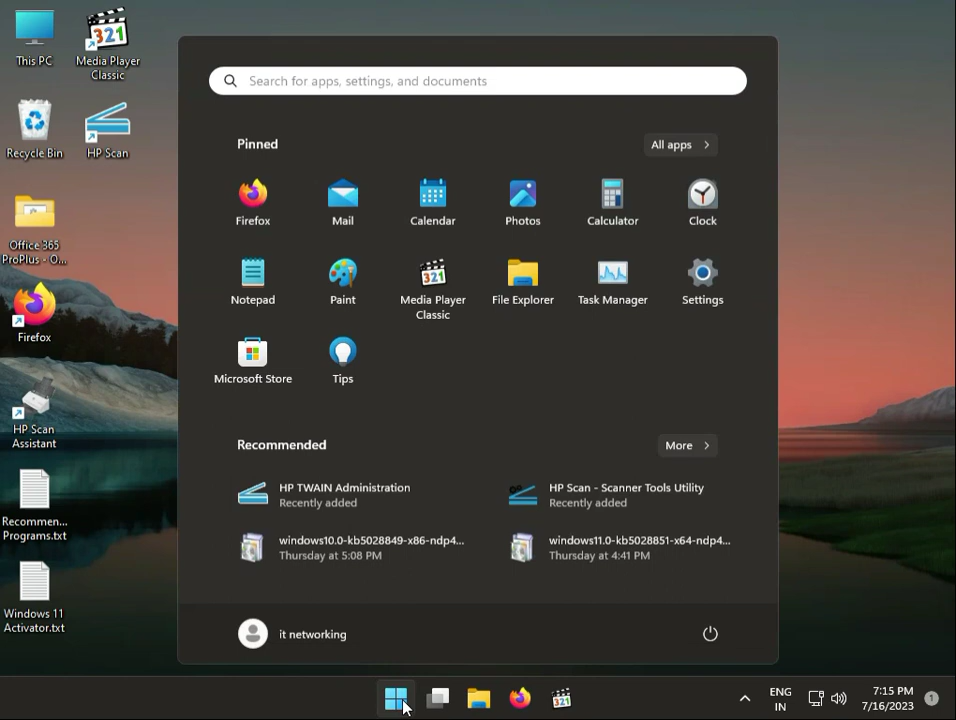 This PC
321
Media Player
Classic
Recycle Bin
HP Scan
Office 365
ProPlus - O...
Firefox
HP Scan
Assistant
Recommen...
Programs.txt
Windows 11
Activator.txt
Search for apps, settings, and documents
Pinned
All apps
Firefox
Mail
Calendar
Photos
Calculator
Clock
Notepad
Paint
321
Media Player
Classic
File Explorer
Task Manager
Settings
Microsoft Store
Tips
Recommended
More
HP TWAIN Administration
Recently added
HP Scan - Scanner Tools Utility
Recently added
windows10.0-kb5028849-x86-ndp4...
Thursday at 5:08 PM
windows11.0-kb5028851-x64-ndp4...
Thursday at 4:41 PM
it networking
321
ENG
IN
7:15 PM
7/16/2023
1